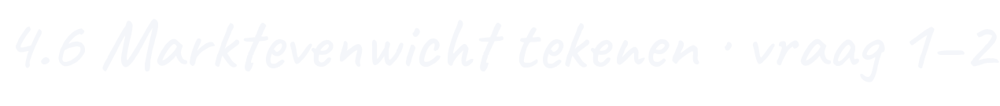 4.6 Marktevenwicht tekenen · vraag 1–2